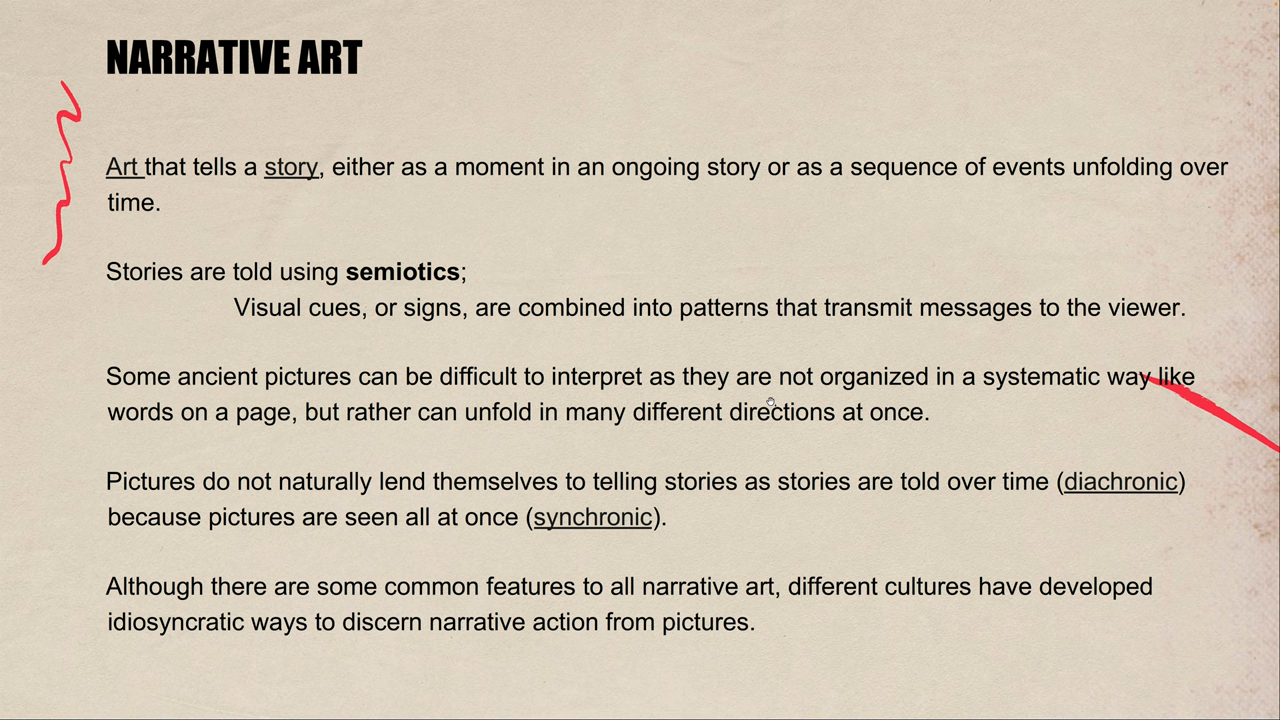 NARRATIVE ART
Art that tells a story, either as a moment in an ongoing story or as a sequence of events unfolding over
time.
Stories are told using semiotics;
Visual cues, or signs, are combined into patterns that transmit messages to the viewer.
Some ancient pictures can be difficult to interpret as they are not organized in a systematic way like
words on a page, but rather can unfold in many different directions at once.
Pictures do not naturally lend themselves to telling stories as stories are told over time (diachronic)
because pictures are seen all at once (synchronic).
Although there are some common features to all narrative art, different cultures have developed
idiosyncratic ways to discern narrative action from pictures.